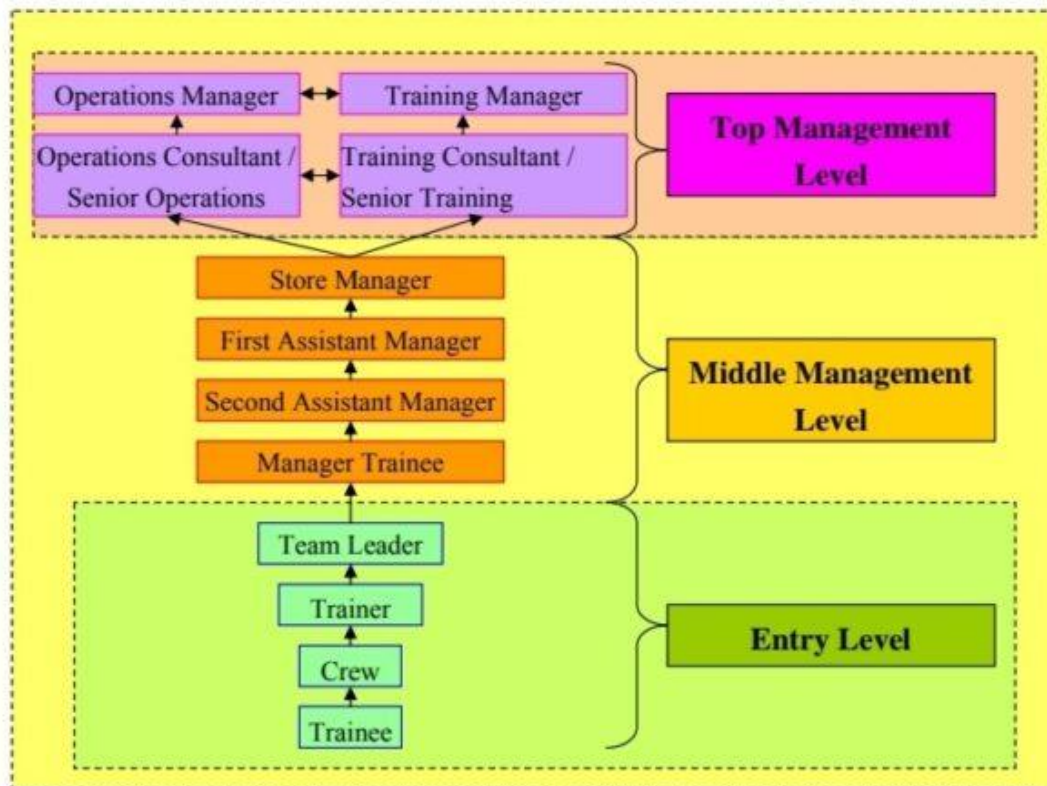 Operations Manager
Training Manager
Top Management
Level
Operations Consultant /
Senior Operations
Training Consultant /
Senior Training
Store Manager
First Assistant Manager
Second Assistant Manager
Middle Management
Level
Manager Trainee
Team Leader
Trainer
Entry Level
Crew
Trainee